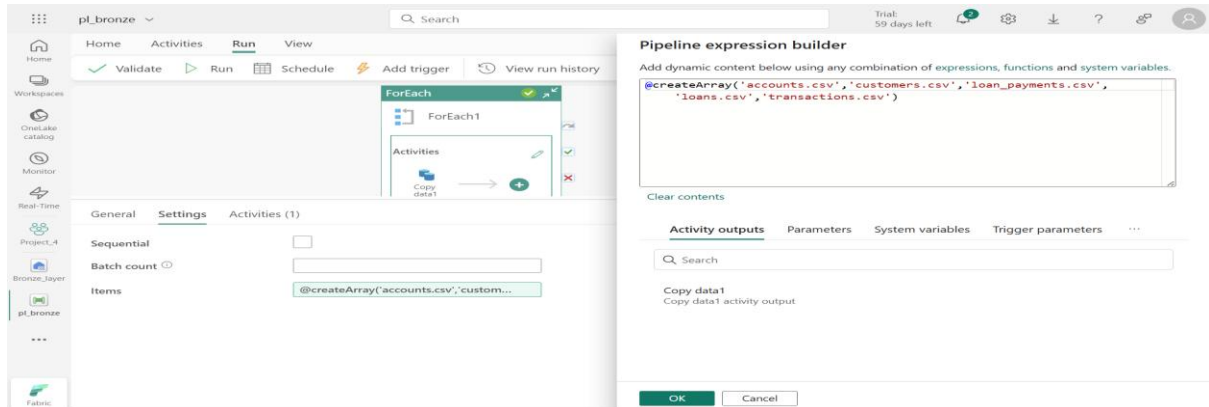 pl_bronze
Search
Trial:
59 days left
2
?
Home
Workspaces
OneLake
catalog
Monitor
Real-Time
Project_4
Bronze_layer
pl_bronze
...
Fabric
Home Activities Run View
Validate Run Schedule Add trigger View run history
ForEach
ForEach1
Activities
Copy
data1
General Settings Activities (1)
Sequential
Batch count
Items @createArray('accounts.csv','custom...
Pipeline expression builder
Add dynamic content below using any combination of expressions, functions and system variables.
@createArray('accounts.csv','customers.csv','loan_payments.csv',
'loans.csv','transactions.csv')
Clear contents
Activity outputs Parameters System variables Trigger parameters ...
Search
Copy data1
Copy data1 activity output
OK Cancel